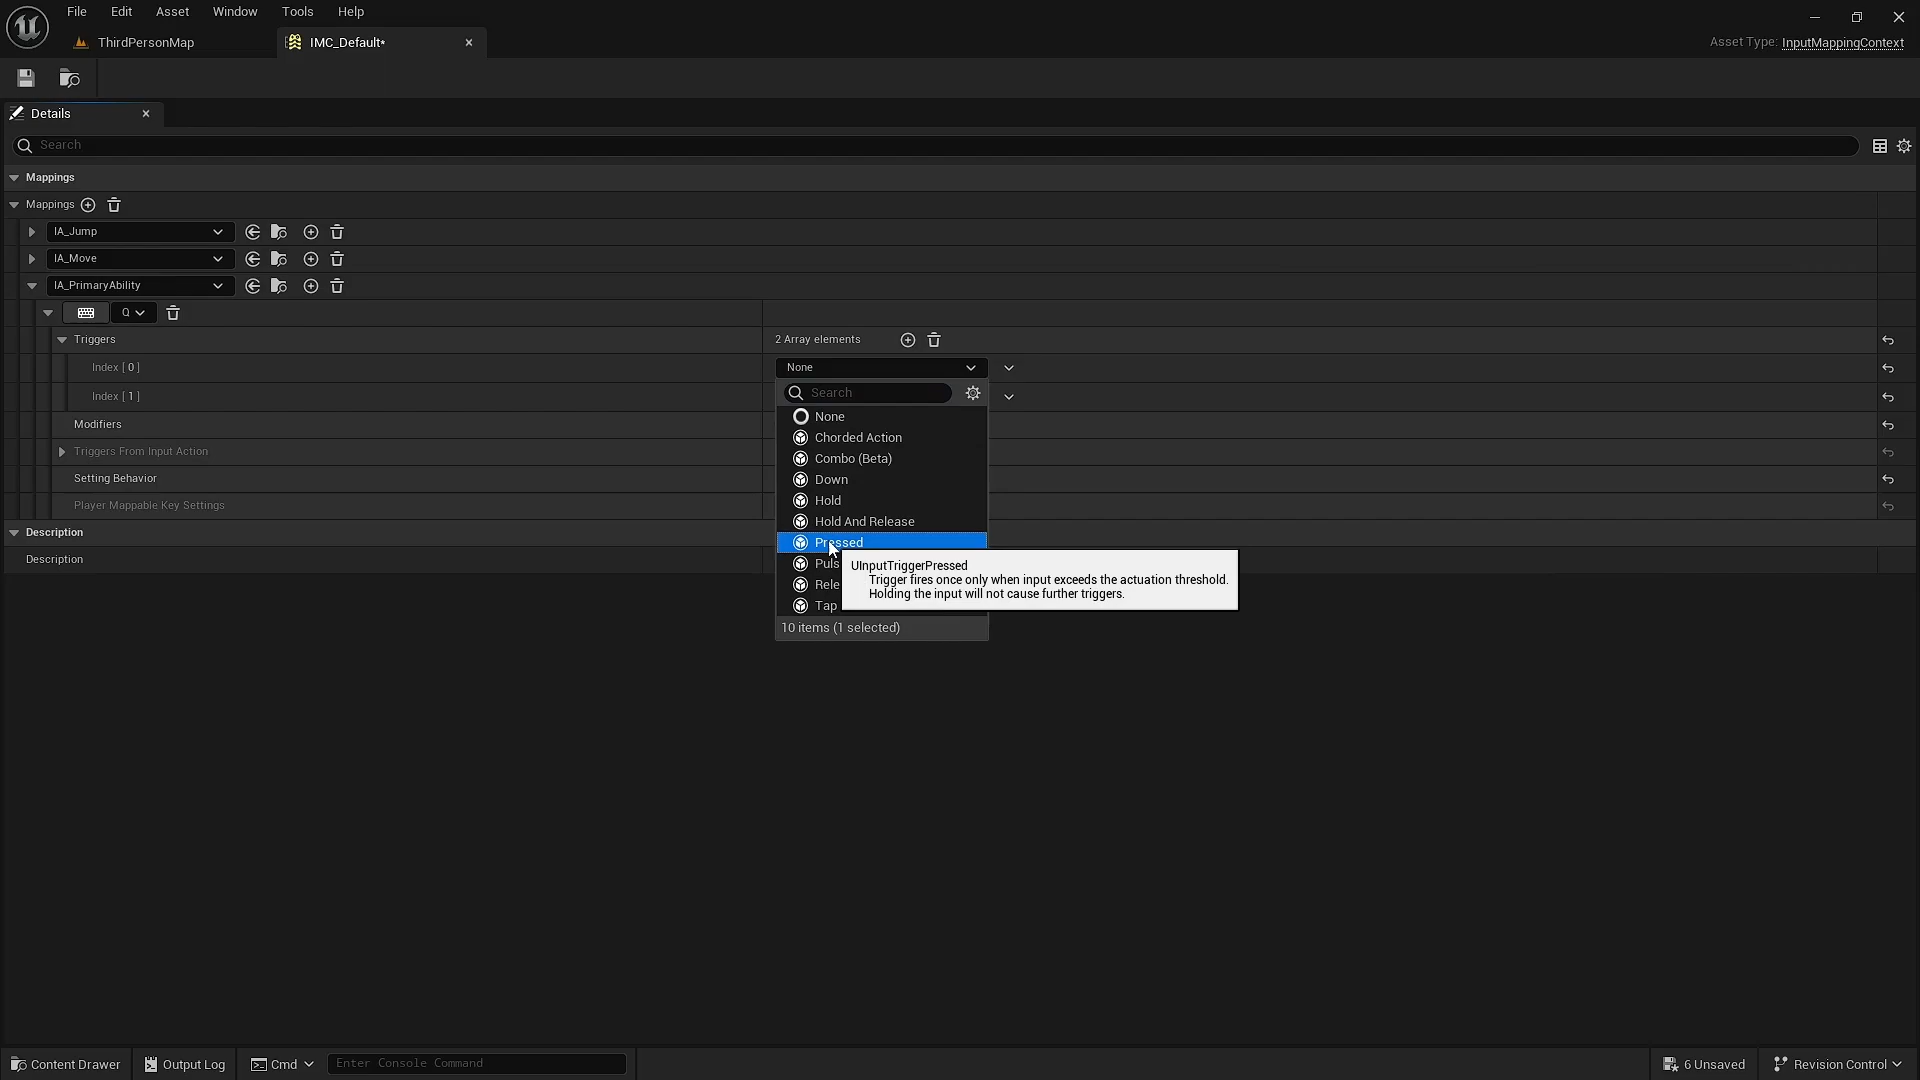 File Edit Asset Window Tools Help
ThirdPersonMap
IMC_Default*
Asset Type: InputMappingContext
Details
Search
Mappings
Mappings
IA_Jump
IA_Move
IA_PrimaryAbility
Q
Triggers
2 Array elements
Index [ 0 ]
None
Index [ 1 ]
Search
None
Modifiers
Chorded Action
Triggers From Input Action
Combo (Beta)
Setting Behavior
Down
Player Mappable Key Settings
Hold
Hold And Release
Description
Pressed
Description
Puls
Rele
Tap
UInputTriggerPressed
Trigger fires once only when input exceeds the actuation threshold.
Holding the input will not cause further triggers.
10 items (1 selected)
Content Drawer
Output Log
Cmd
Enter Console Command
6 Unsaved
Revision Control